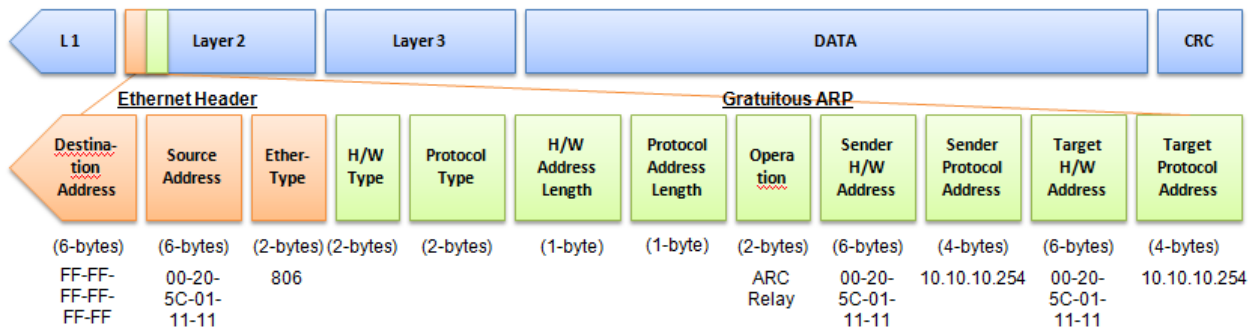 L 1
Layer 2
Layer 3
DATA
CRC
Ethernet Header
Gratuitous ARP
Destina-
tion
Address
Source
Address
Ether-
Type
H/W
Type
Protocol
Type
H/W
Address
Length
Protocol
Address
Length
Opera
tion
Sender
H/W
Address
Sender
Protocol
Address
Target
H/W
Address
Target
Protocol
Address
(6-bytes)
(6-bytes)
(2-bytes)
(2-bytes)
(2-bytes)
(1-byte)
(1-byte)
(2-bytes)
(6-bytes)
(4-bytes)
(6-bytes)
(4-bytes)
FF-FF-
FF-FF-
FF-FF
00-20-
5C-01-
11-11
806
ARC
Relay
00-20-
5C-01-
11-11
10.10.10.254
00-20-
5C-01-
11-11
10.10.10.254